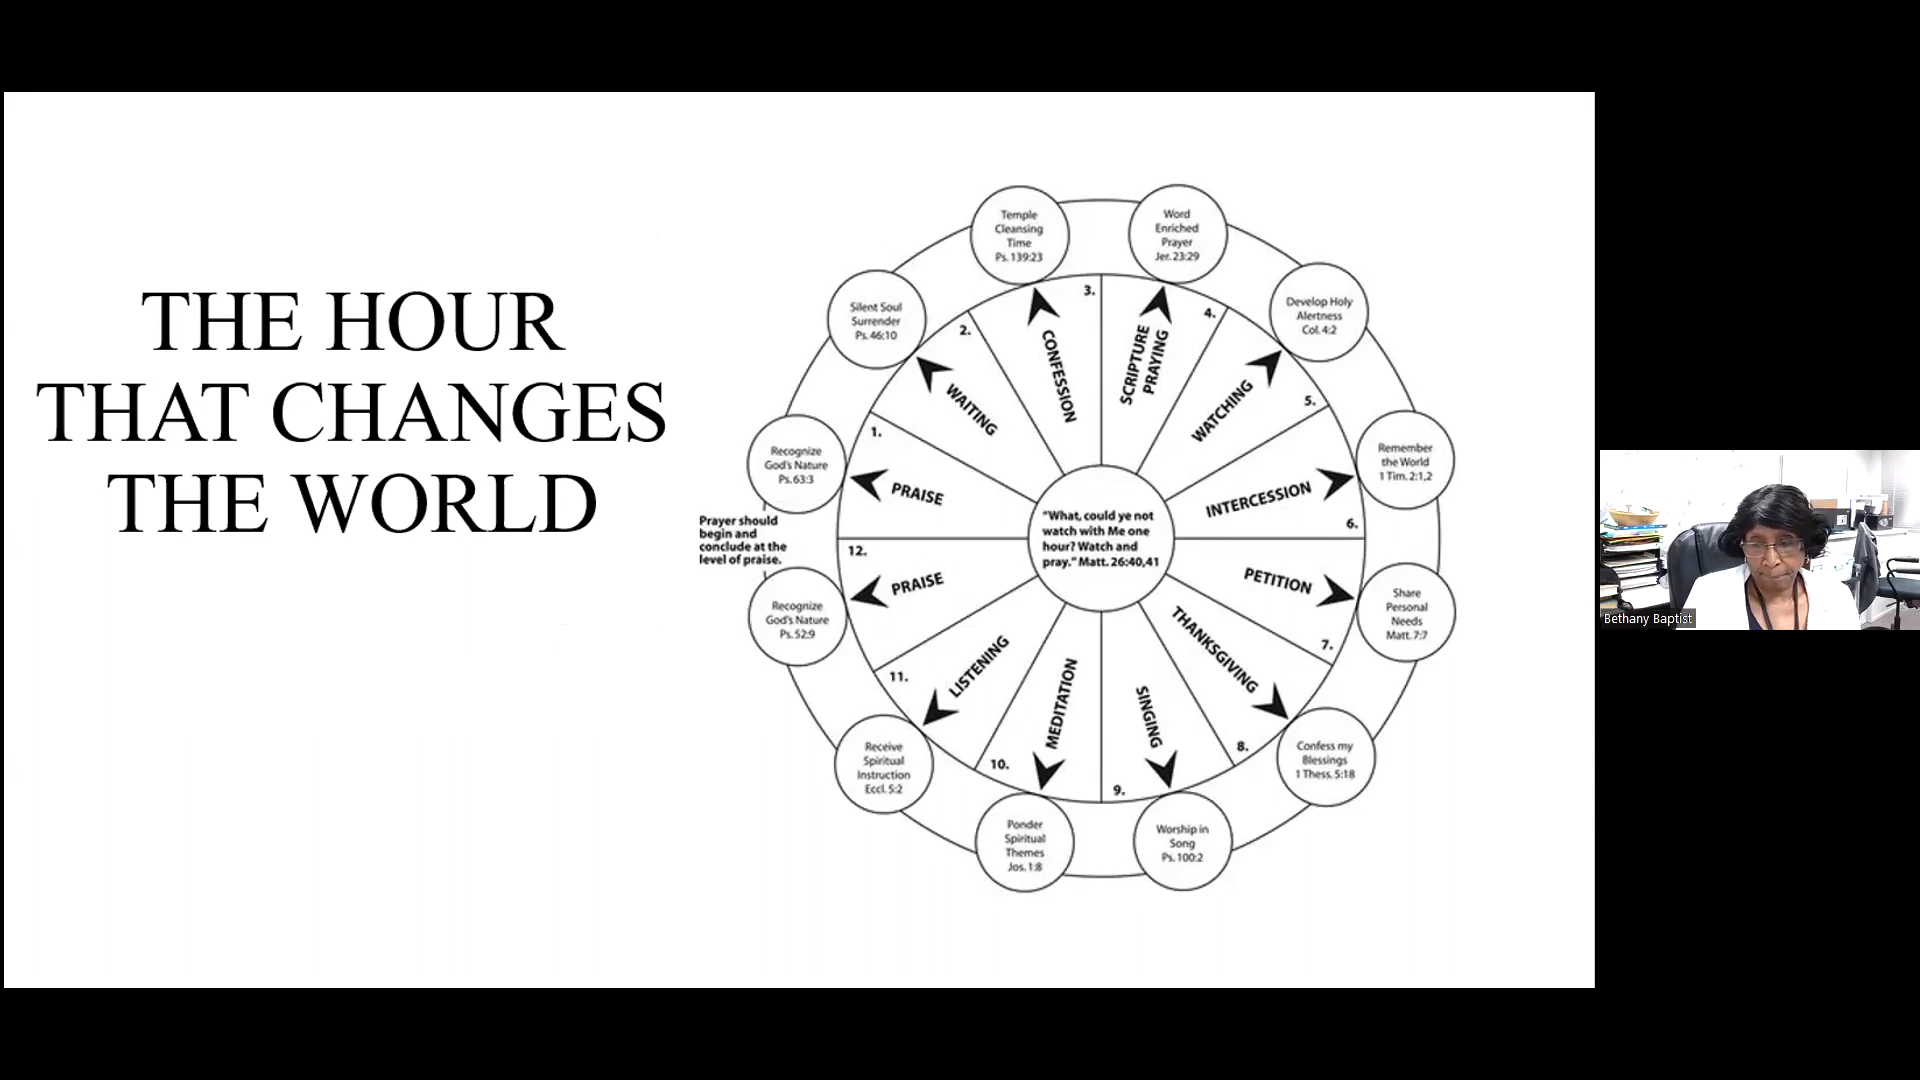 THE HOUR
THAT CHANGES
THE WORLD
Prayer should
begin and
conclude at the
level of praise.
"What, could ye not
watch with Me one
hour? Watch and
pray." Matt. 26:40,41
1.
PRAISE
Recognize
God's Nature
Ps. 63:3
2.
WAITING
Silent Soul
Surrender
Ps. 46:10
3.
CONFESSION
Temple
Cleansing
Time
Ps. 139:23
4.
SCRIPTURE
PRAYING
Word
Enriched
Prayer
Jer. 23:29
5.
WATCHING
Develop Holy
Alertness
Col. 4:2
6.
INTERCESSION
Remember
the World
1 Tim. 2:1,2
7.
PETITION
Share
Personal
Needs
Matt. 7:7
8.
THANKSGIVING
Confess my
Blessings
1 Thess. 5:18
9.
SINGING
Worship in
Song
Ps. 100:2
10.
MEDITATION
Ponder
Spiritual
Themes
Jos. 1:8
11.
LISTENING
Receive
Spiritual
Instruction
Eccl. 5:2
12.
PRAISE
Recognize
God's Nature
Ps. 52:9
Bethany Baptist